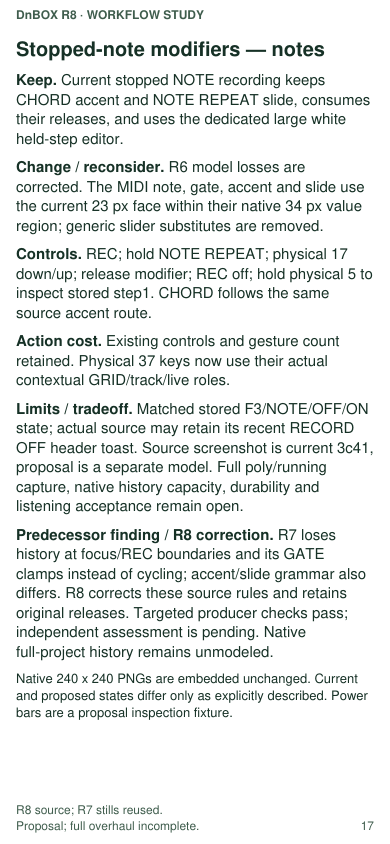 DnBOX R8 · WORKFLOW STUDY
Stopped-note modifiers — notes
Keep. Current stopped NOTE recording keeps
CHORD accent and NOTE REPEAT slide, consumes
their releases, and uses the dedicated large white
held-step editor.
Change / reconsider. R6 model losses are
corrected. The MIDI note, gate, accent and slide use
the current 23 px face within their native 34 px value
region; generic slider substitutes are removed.
Controls. REC; hold NOTE REPEAT; physical 17
down/up; release modifier; REC off; hold physical 5 to
inspect stored step1. CHORD follows the same
source accent route.
Action cost. Existing controls and gesture count
retained. Physical 37 keys now use their actual
contextual GRID/track/live roles.
Limits / tradeoff. Matched stored F3/NOTE/OFF/ON
state; actual source may retain its recent RECORD
OFF header toast. Source screenshot is current 3c41,
proposal is a separate model. Full poly/running
capture, native history capacity, durability and
listening acceptance remain open.
Predecessor finding / R8 correction. R7 loses
history at focus/REC boundaries and its GATE
clamps instead of cycling; accent/slide grammar also
differs. R8 corrects these source rules and retains
original releases. Targeted producer checks pass;
independent assessment is pending. Native
full-project history remains unmodeled.
Native 240 x 240 PNGs are embedded unchanged. Current
and proposed states differ only as explicitly described. Power
bars are a proposal inspection fixture.
R8 source; R7 stills reused.
Proposal; full overhaul incomplete. 17